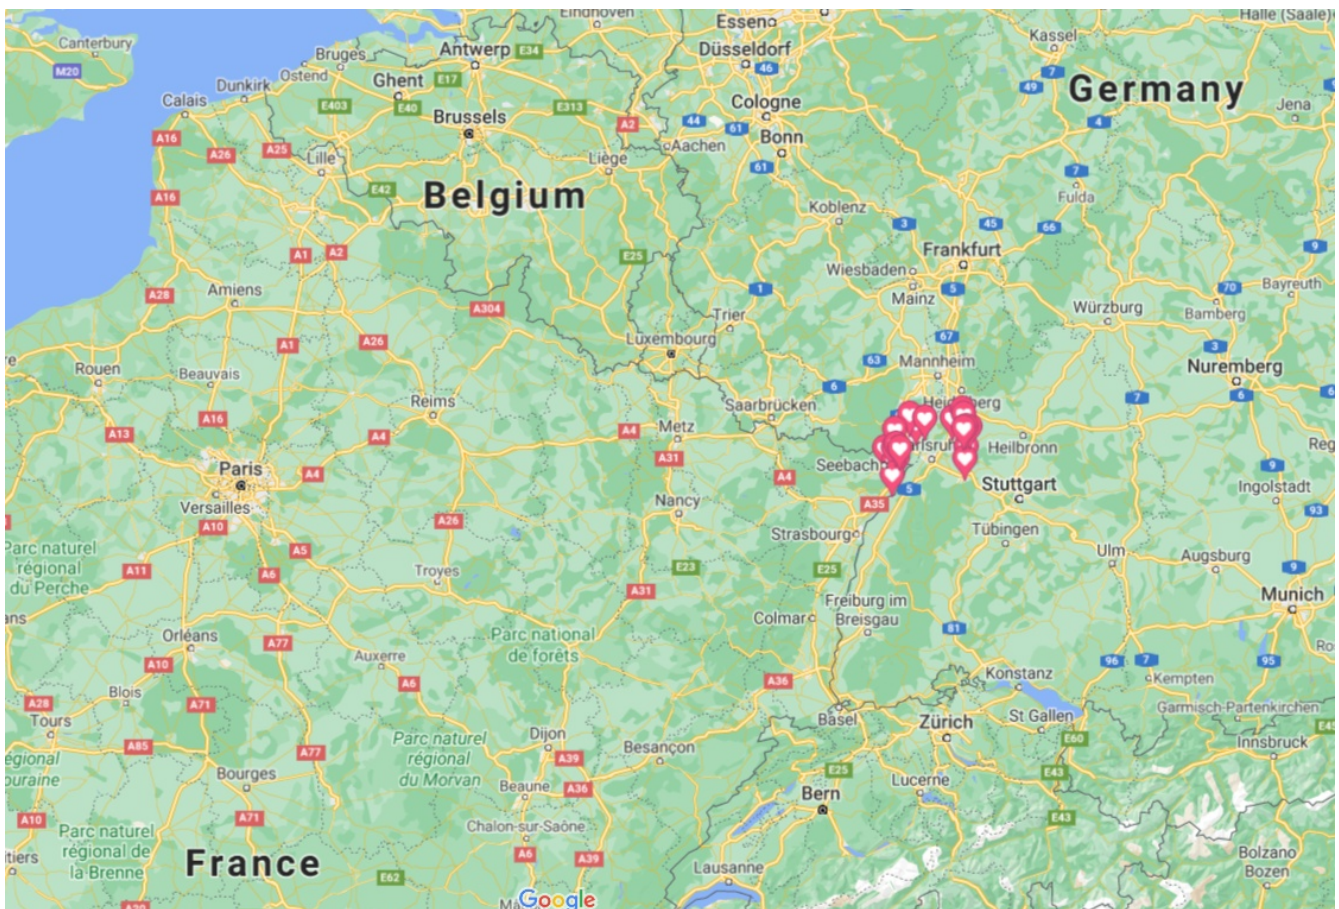 Eindhoven
Essen
Halle (Saale)
Canterbury
Bruges
Antwerp
E34
Düsseldorf
Kassel
M20
Ostend
Dunkirk
Ghent
E17
46
7
Germany
Calais
E403
E40
E313
Cologne
49
Jena
Brussels
A2
44
61
Bonn
4
A16
A26
A25
Lille
Liège
Aachen
61
E42
7
Belgium
Fulda
A16
Koblenz
3
45
66
A1
A2
E25
Frankfurt
9
Wiesbaden
Amiens
A28
Mainz
5
1
70
Bayreuth
A304
Trier
Würzburg
Bamberg
A1
A26
Luxembourg
67
3
Rouen
Beauvais
63
Mannheim
Nuremberg
6
7
6
Reims
Saarbrücken
A16
A13
A4
A4
Metz
Heilbronn
Reg
Paris
A4
A31
Seebach
A4
Stuttgart
9
Ingolstadt
Versailles
A35
5
Nancy
93
A10
A26
Strasbourg
Tübingen
Parc naturel
régional
du Perche
A5
Ulm
Augsburg
A11
A6
Troyes
E23
E25
9
A31
Munich
Freiburg im
Breisgau
Colmar
ans
Orléans
A77
Parc national
de forêts
81
A10
Auxerre
96
7
95
Ro
Blois
A6
A36
Konstanz
Kempten
A28
A71
Basel
Zürich
St Gallen
Garmisch-Partenkirchen
Tours
E60
A85
A77
Parc naturel
régional
du Morvan
Dijon
Besançon
Innsbruck
égional
ouraine
Bourges
A39
E25
E43
Beaune
A36
Lucerne
Bern
A10
A71
Chalon-sur-Saône
E43
Parc naturel
régional de
la Brenne
itiers
A6
A39
Bolzano
Bozen
France
Lausanne
E62
Google